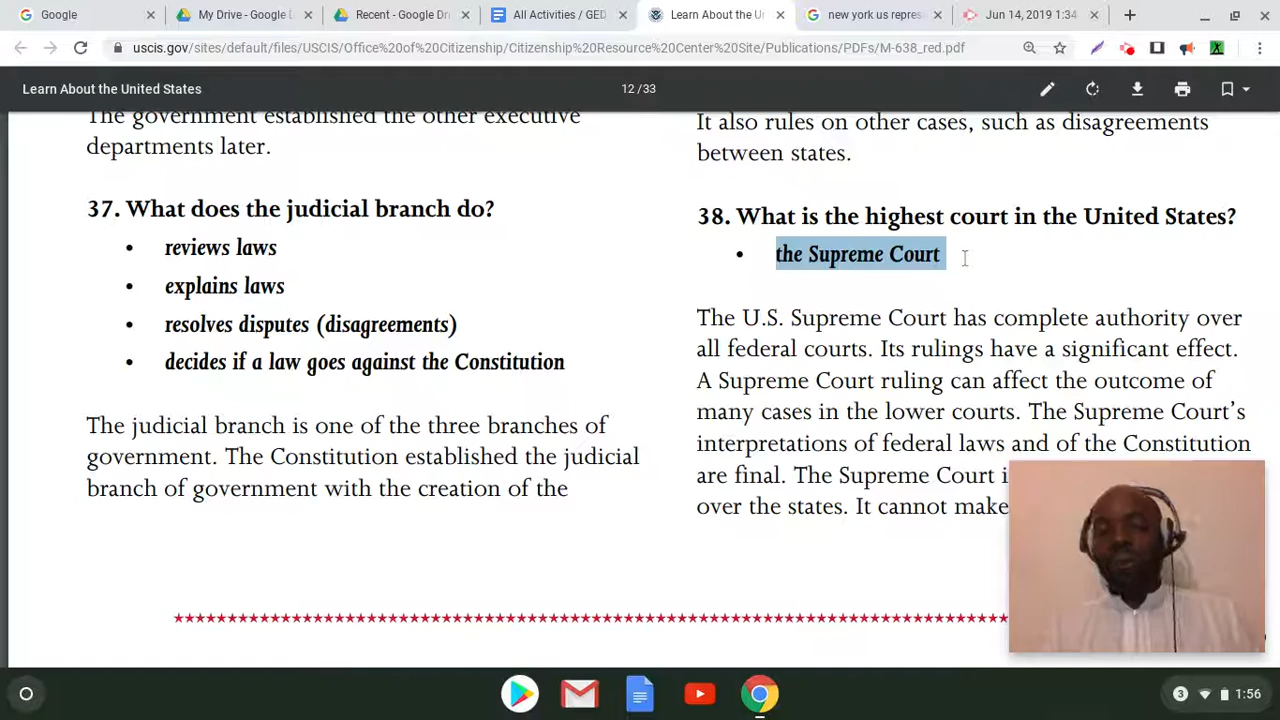 Google
My Drive - Google D
Recent - Google Dr
All Activities / GED
Learn About the U
new york us repres
Jun 14, 2019 1:34
uscis.gov/sites/default/files/USCIS/Office%20of%20Citizenship/Citizenship%20Resource%20Center%20Site/Publications/PDFs/M-638_red.pdf
Learn About the United States
12/33
The government established the other executive
departments later.
37. What does the judicial branch do?
• reviews laws
• explains laws
• resolves disputes (disagreements)
• decides if a law goes against the Constitution
The judicial branch is one of the three branches of
government. The Constitution established the judicial
branch of government with the creation of the
It also rules on other cases, such as disagreements
between states.
38. What is the highest court in the United States?
• the Supreme Court
The U.S. Supreme Court has complete authority over
all federal courts. Its rulings have a significant effect.
A Supreme Court ruling can affect the outcome of
many cases in the lower courts. The Supreme Court's
interpretations of federal laws and of the Constitution
are final. The Supreme Court
over the states. It cannot make
3
1:56